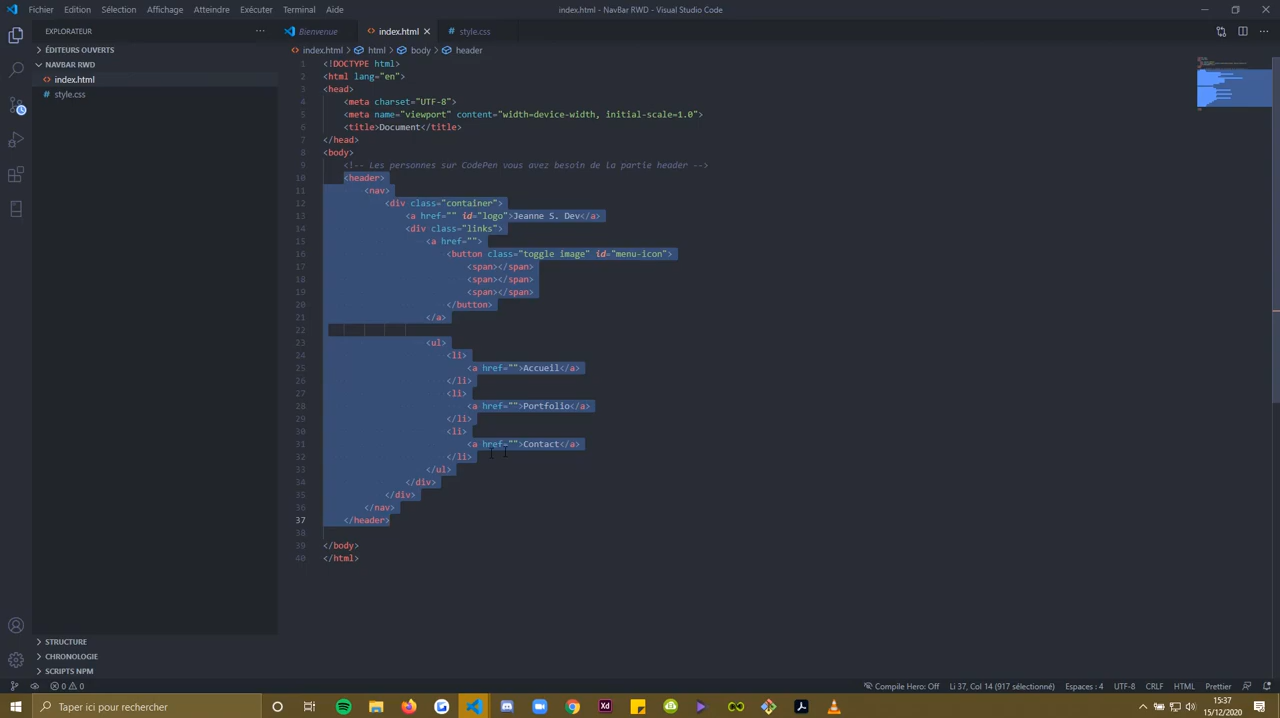 Fichier Édition Sélection Affichage Atteindre Exécuter Terminal Aide
index.html - NavBar RWD - Visual Studio Code
EXPLORATEUR
Bienvenue
index.html
style.css
ÉDITEURS OUVERTS
index.html > html > body > header
NAVBAR RWD
index.html
style.css
1 <!DOCTYPE html>
2 <html lang="en">
3 <head>
4 <meta charset="UTF-8">
5 <meta name="viewport" content="width=device-width, initial-scale=1.0">
6 <title>Document</title>
7 </head>
8 <body>
9 <!-- Les personnes sur CodePen vous avez besoin de la partie header -->
10 <header>
11 <nav>
12 <div class="container">
13 <a href="" id="logo">Jeanne S. Dev</a>
14 <div class="links">
15 <a href="">
16 <button class="toggle image" id="menu-icon">
17 <span></span>
18 <span></span>
19 <span></span>
20 </button>
21 </a>
22
23 <ul>
24 <li>
25 <a href="">Accueil</a>
26 </li>
27 <li>
28 <a href="">Portfolio</a>
29 </li>
30 <li>
31 <a href="">Contact</a>
32 </li>
33 </ul>
34 </div>
35 </div>
36 </nav>
37 </header>
38
39 </body>
40 </html>
STRUCTURE
CHRONOLOGIE
SCRIPTS NPM
0 0
Compile Hero: Off Li 37, Col 14 (917 sélectionné) Espaces : 4 UTF-8 CRLF HTML Prettier
Taper ici pour rechercher
Xd
15:37
15/12/2020